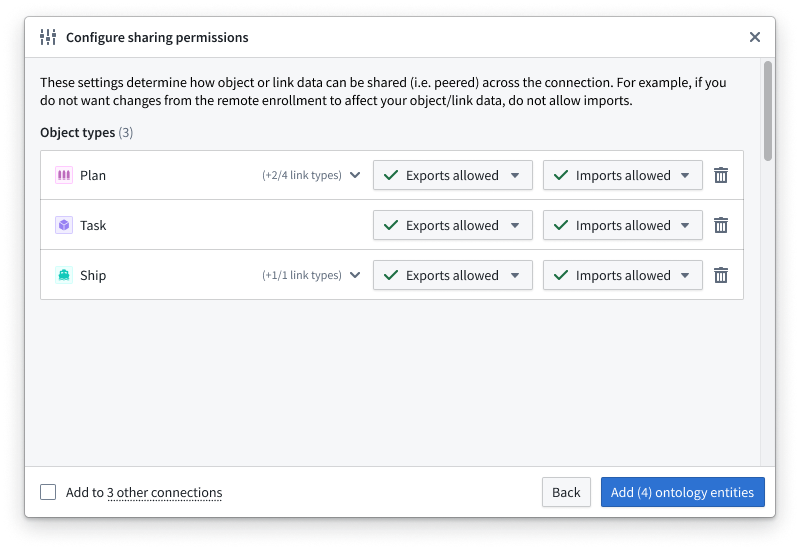 Configure sharing permissions
These settings determine how object or link data can be shared (i.e. peered) across the connection. For example, if you
do not want changes from the remote enrollment to affect your object/link data, do not allow imports.
Object types (3)
Plan (+2/4 link types) Exports allowed Imports allowed
Task Exports allowed Imports allowed
Ship (+1/1 link types) Exports allowed Imports allowed
Add to 3 other connections Back Add (4) ontology entities